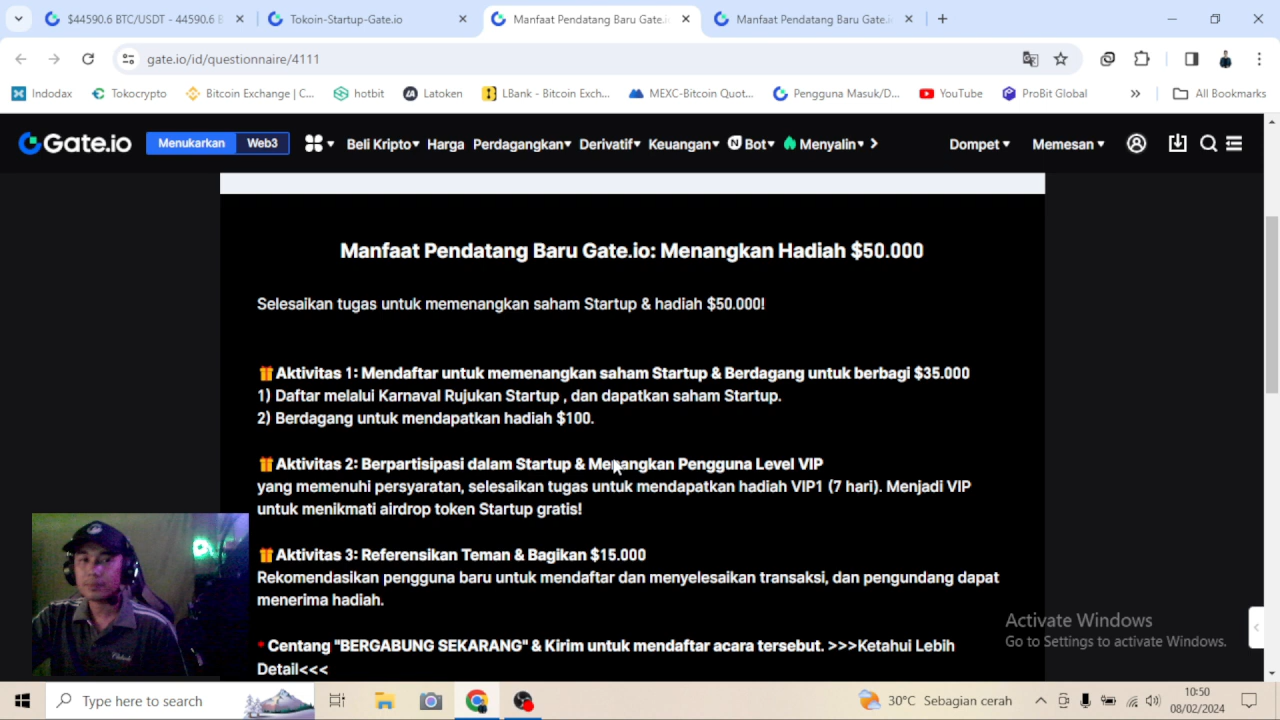 $44590.6 BTC/USDT - 44590.6 B
Tokoin-Startup-Gate.io
Manfaat Pendatang Baru Gate.i
Manfaat Pendatang Baru Gate.i
gate.io/id/questionnaire/4111
Indodax
Tokocrypto
Bitcoin Exchange | C...
hotbit
Latoken
LBank - Bitcoin Exch...
MEXC-Bitcoin Quot...
Pengguna Masuk/D...
YouTube
ProBit Global
All Bookmarks
Gate.io
Menukarkan
Web3
Beli Kripto
Harga
Perdagangkan
Derivatif
Keuangan
Bot
Menyalin
Dompet
Memesan
Manfaat Pendatang Baru Gate.io: Menangkan Hadiah $50.000
Selesaikan tugas untuk memenangkan saham Startup & hadiah $50.000!
Aktivitas 1: Mendaftar untuk memenangkan saham Startup & Berdagang untuk berbagi $35.000
1) Daftar melalui Karnaval Rujukan Startup , dan dapatkan saham Startup.
2) Berdagang untuk mendapatkan hadiah $100.
Aktivitas 2: Berpartisipasi dalam Startup & Menangkan Pengguna Level VIP
yang memenuhi persyaratan, selesaikan tugas untuk mendapatkan hadiah VIP1 (7 hari). Menjadi VIP
untuk menikmati airdrop token Startup gratis!
Aktivitas 3: Referensikan Teman & Bagikan $15.000
Rekomendasikan pengguna baru untuk mendaftar dan menyelesaikan transaksi, dan pengundang dapat
menerima hadiah.
* Centang "BERGABUNG SEKARANG" & Kirim untuk mendaftar acara tersebut. >>>Ketahui Lebih
Detail<<<
Activate Windows
Go to Settings to activate Windows.
Type here to search
30°C Sebagian cerah
10:50
08/02/2024